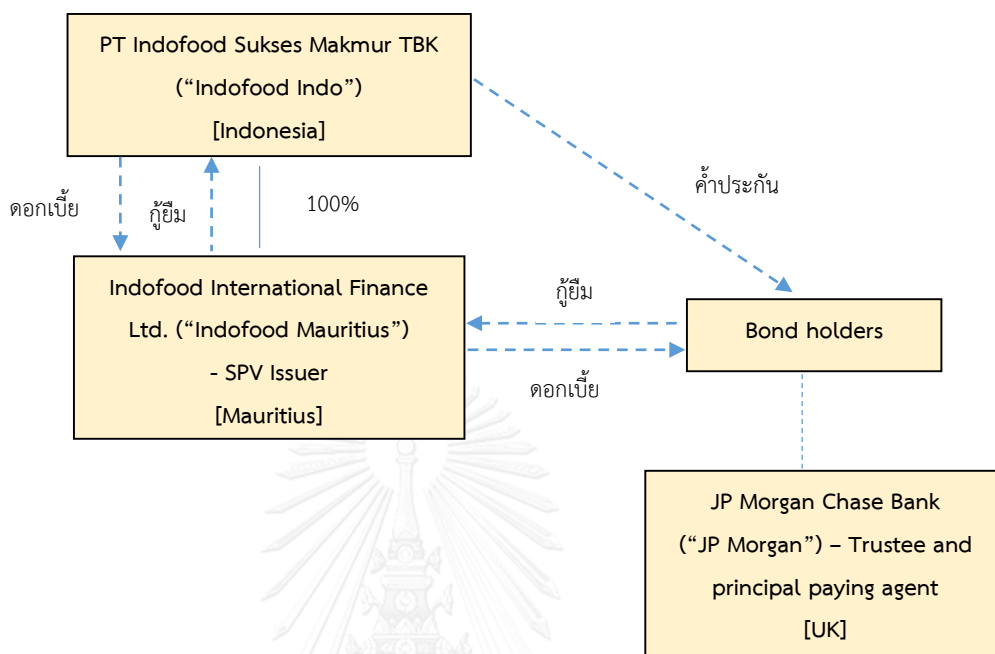 PT Indofood Sukses Makmur TBK
(“Indofood Indo”)
[Indonesia]
ค้ำประกัน
ดอกเบี้ย
กู้ยืม
100%
Indofood International Finance
Ltd. (“Indofood Mauritius”)
- SPV Issuer
[Mauritius]
กู้ยืม
Bond holders
ดอกเบี้ย
JP Morgan Chase Bank
(“JP Morgan”) – Trustee and
principal paying agent
[UK]